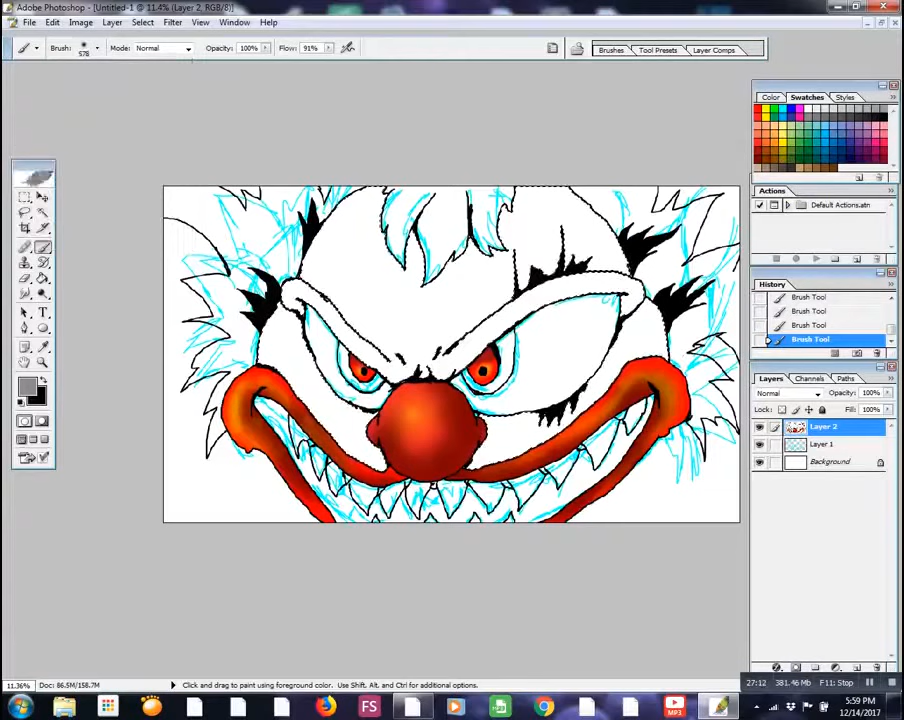 Adobe Photoshop - [Untitled-1 @ 11.4% (Layer 2, RGB/8)]
File Edit Image Layer Select Filter View Window Help
Brush: 578 Mode: Normal Opacity: 100% Flow: 91% Brushes Tool Presets Layer Comps
Color Swatches Styles
Actions
Default Actions.atn
History
Brush Tool
Brush Tool
Brush Tool
Brush Tool
Layers Channels Paths
Normal Opacity: 100%
Lock: Fill: 100%
Layer 2
Layer 1
Background
11.36% Doc: 86.5M/158.7M Click and drag to paint using foreground color. Use Shift, Alt, and Ctrl for additional options.
27:12 381.46 MB F11: Stop
FS MP3 5:59 PM
12/14/2017